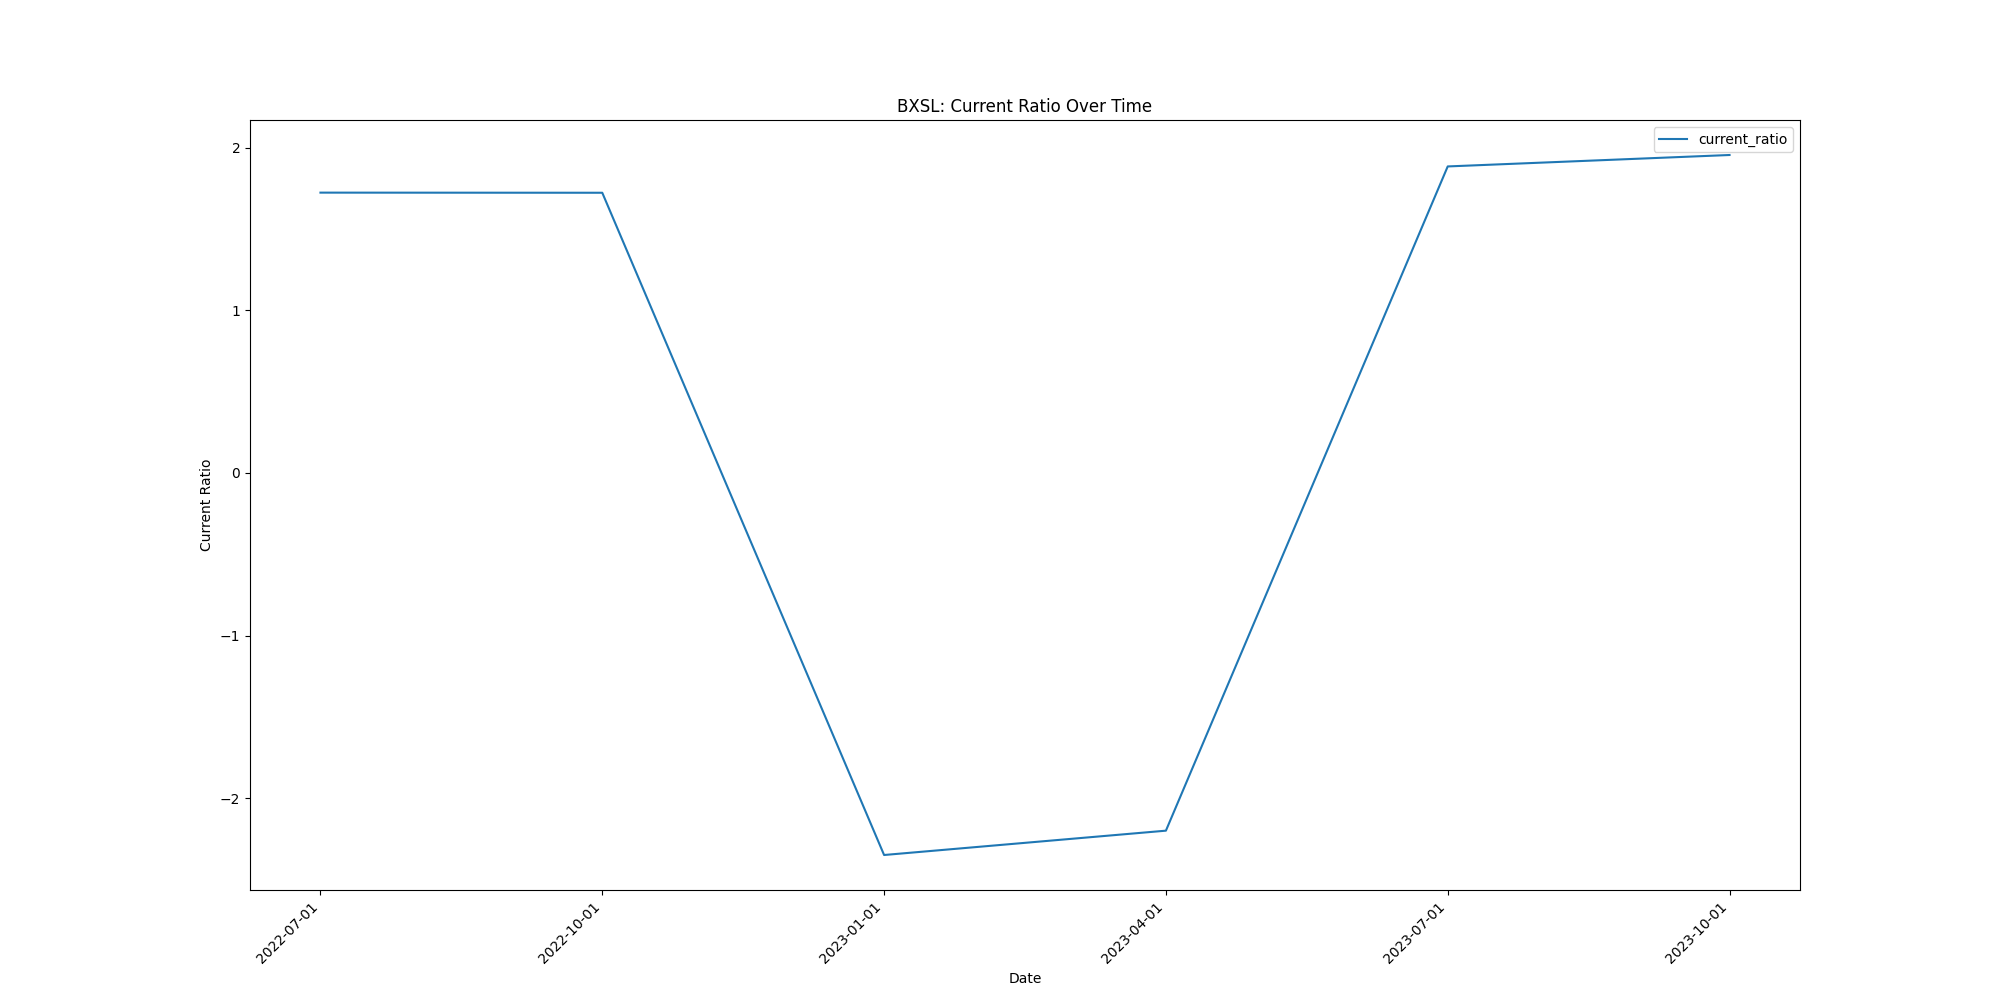 BXSL: Current Ratio Over Time
current_ratio
2
1
0
−1
−2
Current Ratio
2022-07-01
2022-10-01
2023-01-01
2023-04-01
2023-07-01
2023-10-01
Date